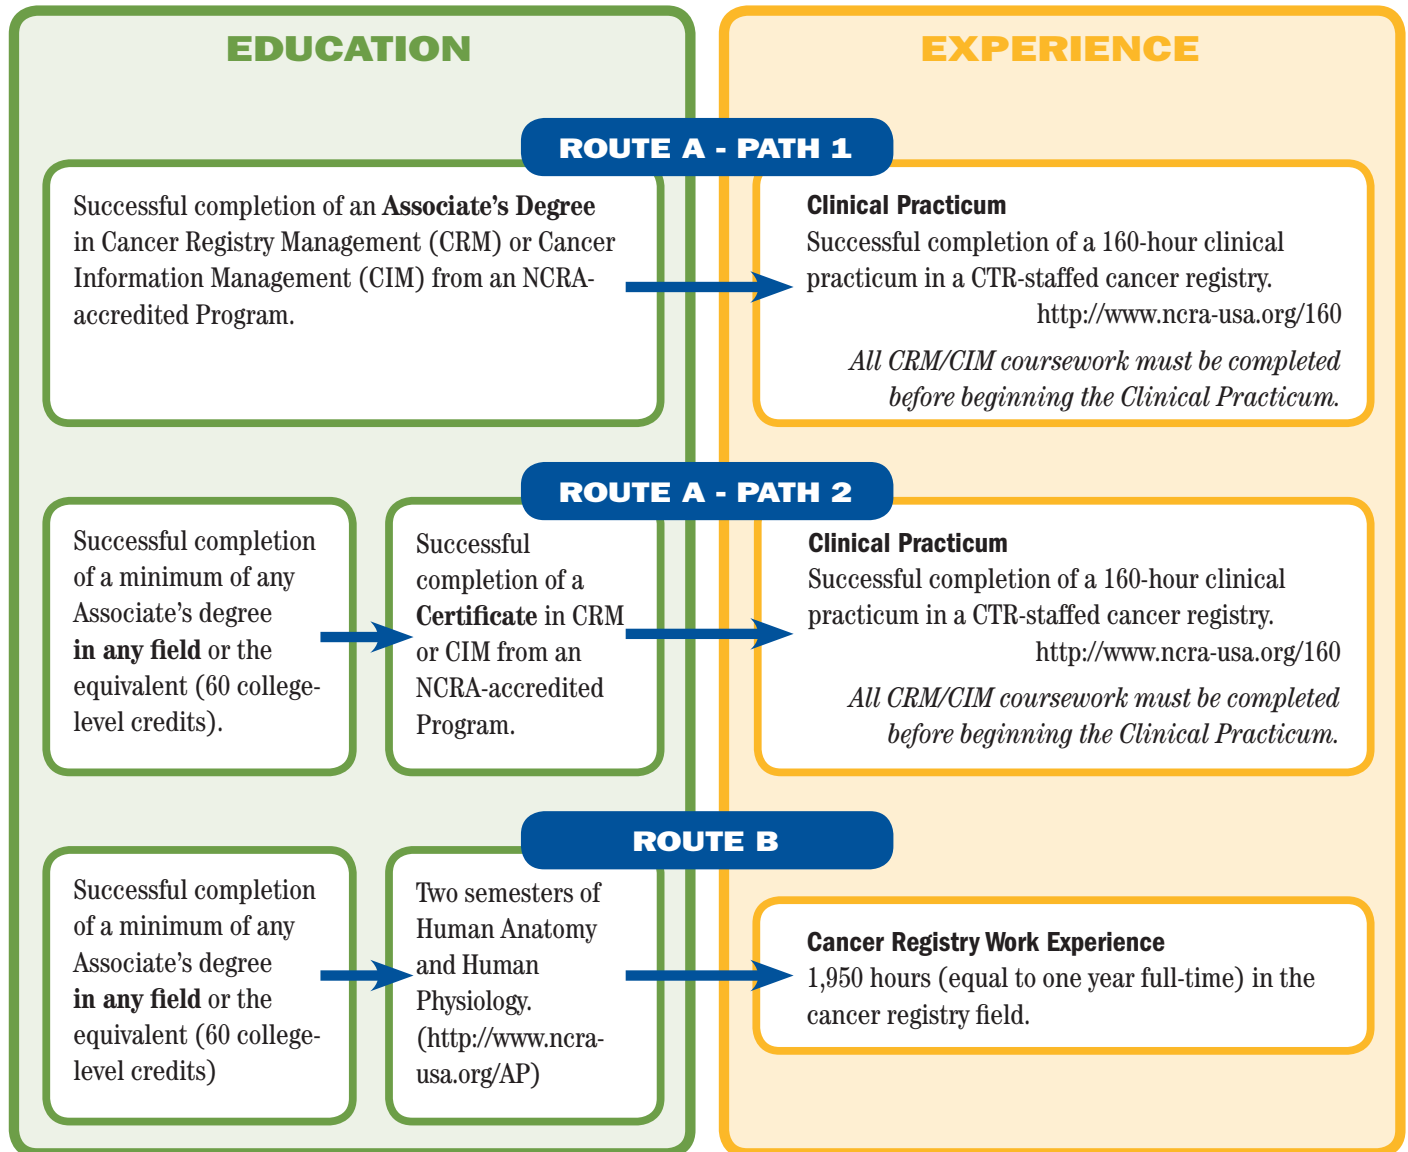 EDUCATION
EXPERIENCE
ROUTE A - PATH 1
Successful completion of an Associate’s Degree
in Cancer Registry Management (CRM) or Cancer
Information Management (CIM) from an NCRA-
accredited Program.
Clinical Practicum
Successful completion of a 160-hour clinical
practicum in a CTR-staffed cancer registry.
http://www.ncra-usa.org/160
All CRM/CIM coursework must be completed
before beginning the Clinical Practicum.
ROUTE A - PATH 2
Successful completion
of a minimum of any
Associate’s degree
in any field or the
equivalent (60 college-
level credits).
Successful
completion of a
Certificate in CRM
or CIM from an
NCRA-accredited
Program.
Clinical Practicum
Successful completion of a 160-hour clinical
practicum in a CTR-staffed cancer registry.
http://www.ncra-usa.org/160
All CRM/CIM coursework must be completed
before beginning the Clinical Practicum.
ROUTE B
Successful completion
of a minimum of any
Associate’s degree
in any field or the
equivalent (60 college-
level credits)
Two semesters of
Human Anatomy
and Human
Physiology.
(http://www.ncra-
usa.org/AP)
Cancer Registry Work Experience
1,950 hours (equal to one year full-time) in the
cancer registry field.